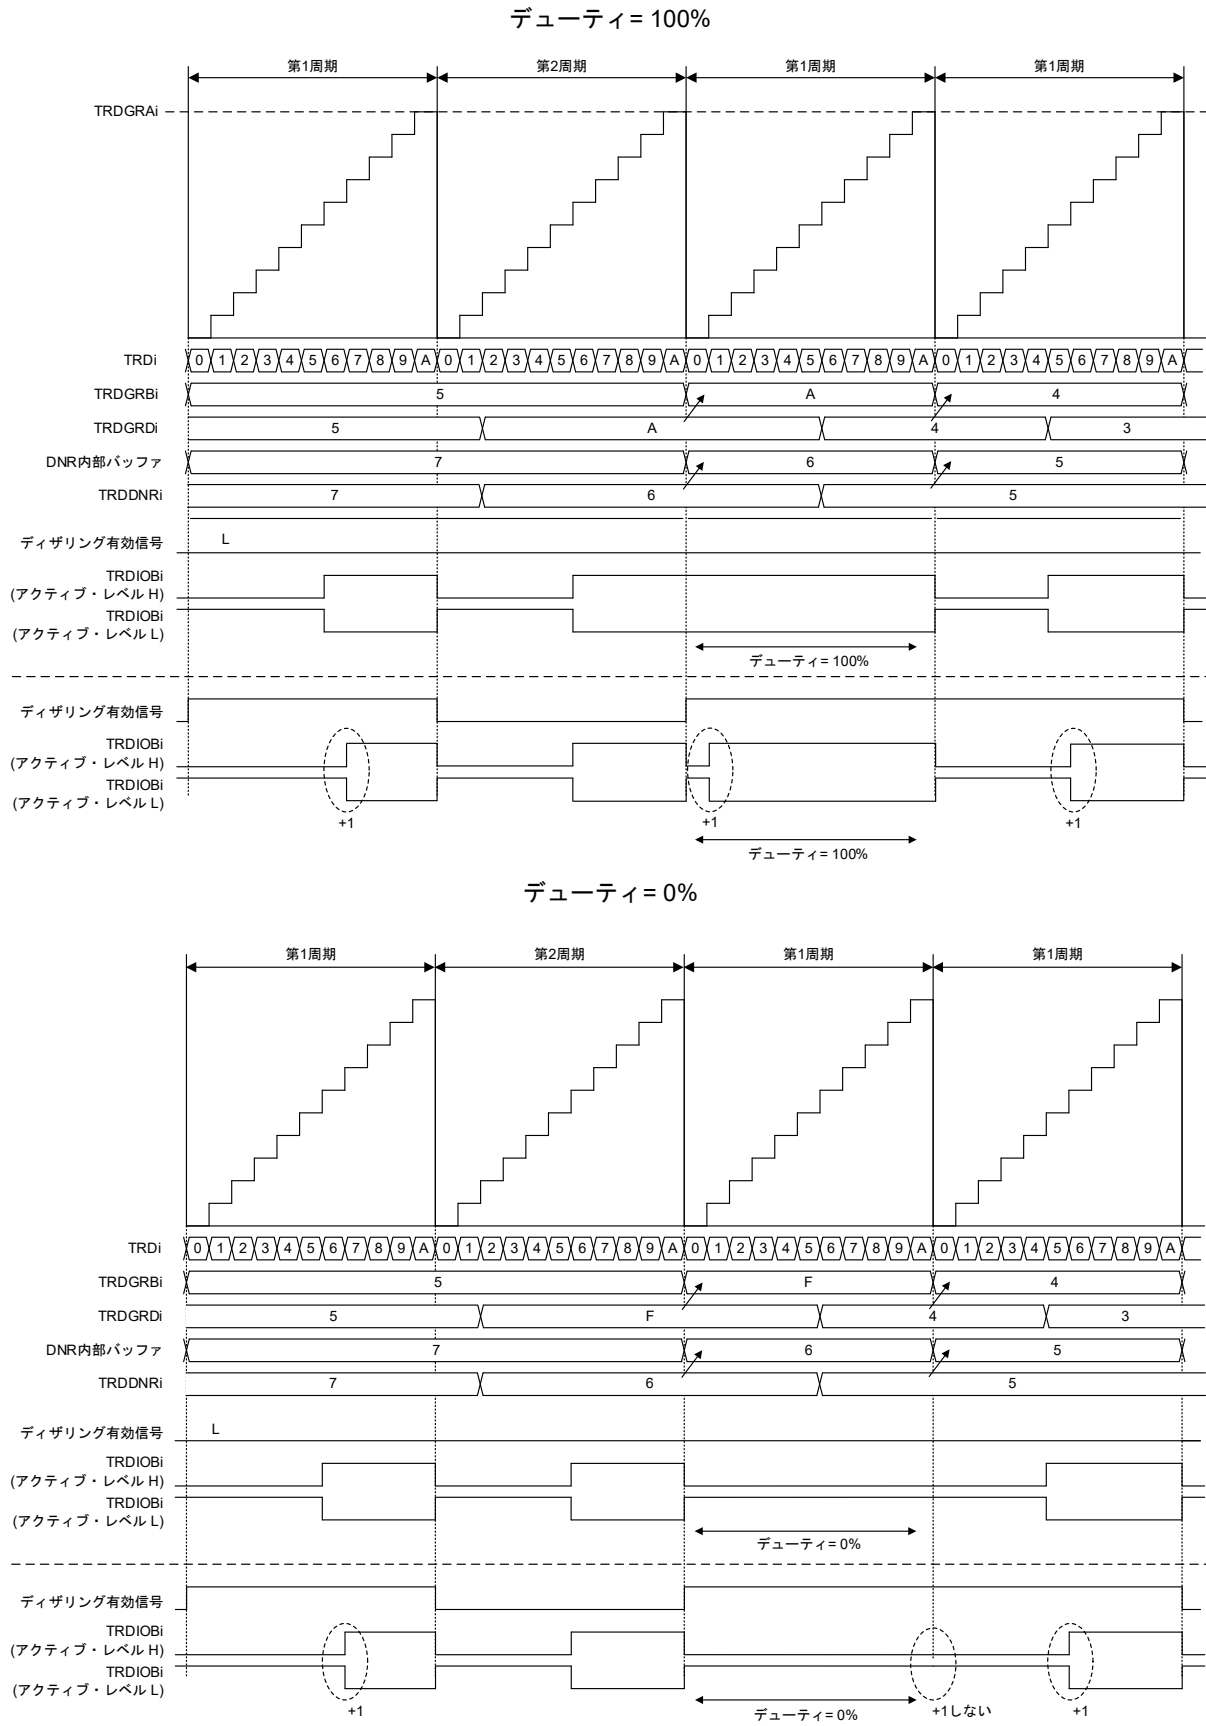 デューティ= 100%
第1周期 第2周期 第1周期 第1周期
TRDGRAi
TRDi 0 1 2 3 4 5 6 7 8 9 A 0 1 2 3 4 5 6 7 8 9 A 0 1 2 3 4 5 6 7 8 9 A 0 1 2 3 4 5 6 7 8 9 A
TRDGRBi 5 A 4
TRDGRDi 5 A 4 3
DNR内部バッファ 7 6 5
TRDDNRi 7 6 5
ディザリング有効信号 L
TRDIOBi
(アクティブ・レベル H)
TRDIOBi
(アクティブ・レベル L)
デューティ= 100%
ディザリング有効信号
TRDIOBi
(アクティブ・レベル H)
TRDIOBi
(アクティブ・レベル L)
+1 +1 +1
デューティ= 100%
デューティ= 0%
第1周期 第2周期 第1周期 第1周期
TRDi 0 1 2 3 4 5 6 7 8 9 A 0 1 2 3 4 5 6 7 8 9 A 0 1 2 3 4 5 6 7 8 9 A 0 1 2 3 4 5 6 7 8 9 A
TRDGRBi 5 F 4
TRDGRDi 5 F 4 3
DNR内部バッファ 7 6 5
TRDDNRi 7 6 5
ディザリング有効信号 L
TRDIOBi
(アクティブ・レベル H)
TRDIOBi
(アクティブ・レベル L)
デューティ= 0%
ディザリング有効信号
TRDIOBi
(アクティブ・レベル H)
TRDIOBi
(アクティブ・レベル L)
+1 デューティ= 0% +1しない +1